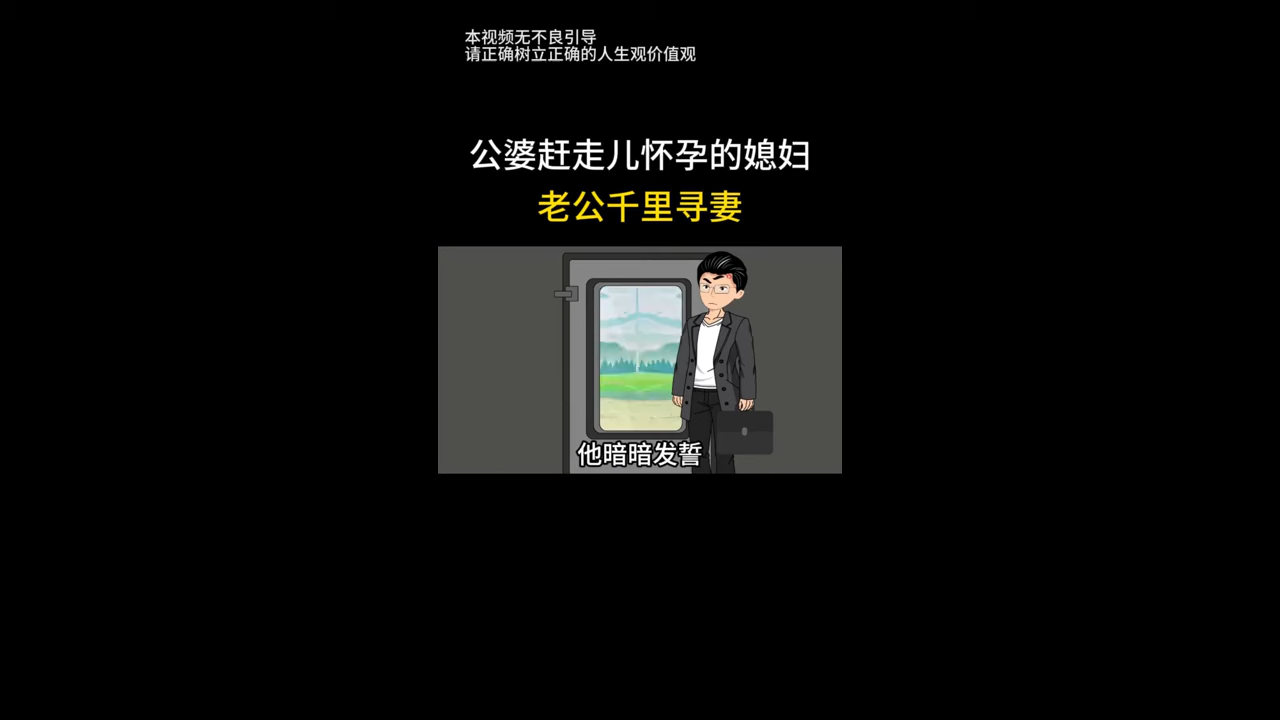 本视频无不良引导
请正确树立正确的人生观价值观
公婆赶走儿怀孕的媳妇
老公千里寻妻
他暗暗发誓